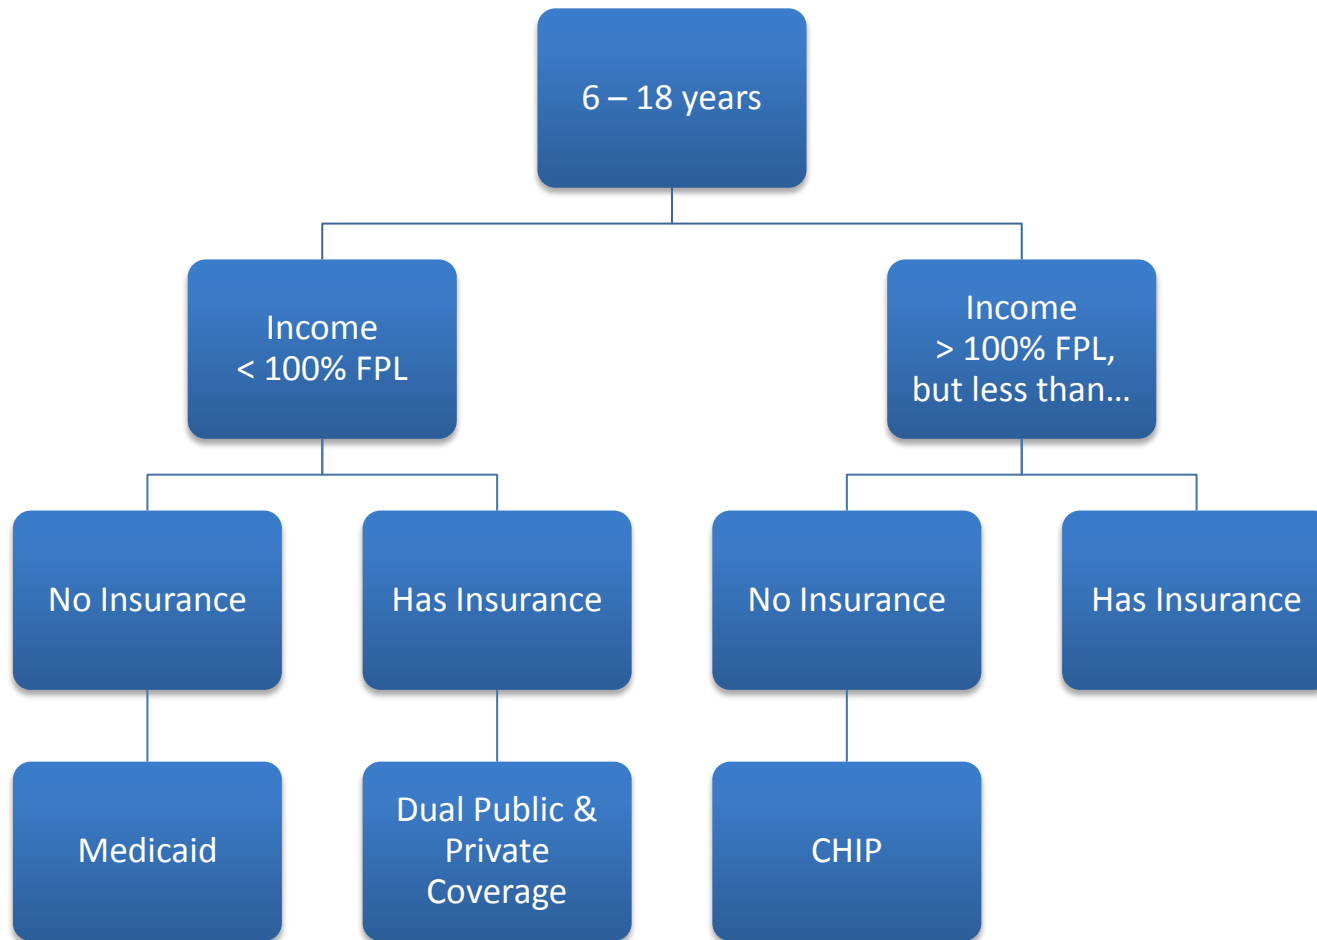 6 – 18 years
Income
< 100% FPL
Income
> 100% FPL,
but less than…
No Insurance
Has Insurance
No Insurance
Has Insurance
Medicaid
Dual Public &
Private
Coverage
CHIP